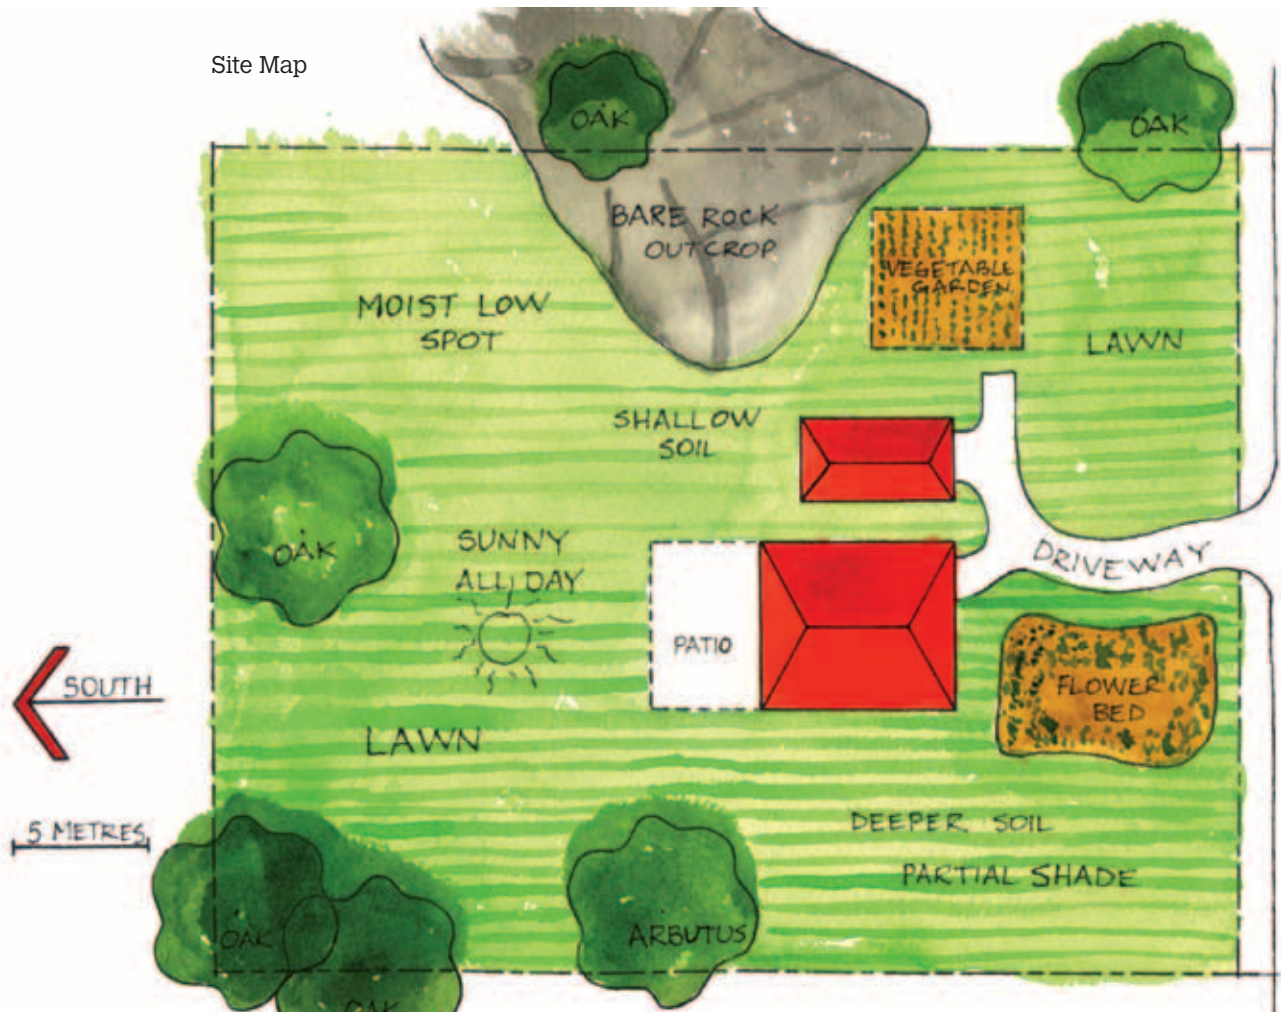 Site Map
OAK
OAK
BARE ROCK
OUTCROP
VEGETABLE
GARDEN
MOIST LOW
SPOT
LAWN
SHALLOW
SOIL
OAK
SUNNY
ALL DAY
DRIVEWAY
PATIO
SOUTH
FLOWER
BED
LAWN
5 METRES
DEEPER SOIL
PARTIAL SHADE
OAK
ARBUTUS
OAK